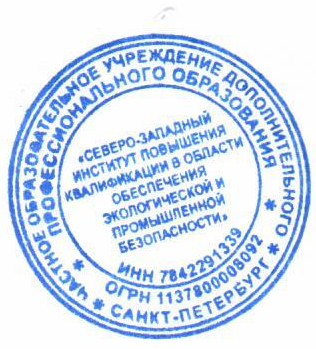 * ЧАСТНОЕ ОБРАЗОВАТЕЛЬНОЕ УЧРЕЖДЕНИЕ ДОПОЛНИТЕЛЬНОГО
ПРОФЕССИОНАЛЬНОГО ОБРАЗОВАНИЯ
«СЕВЕРО-ЗАПАДНЫЙ
ИНСТИТУТ ПОВЫШЕНИЯ
КВАЛИФИКАЦИИ В ОБЛАСТИ
ОБЕСПЕЧЕНИЯ
ЭКОЛОГИЧЕСКОЙ И
ПРОМЫШЛЕННОЙ
БЕЗОПАСНОСТИ»
* ИНН 7842291339
ОГРН 1137800008092 *
* САНКТ-ПЕТЕРБУРГ *